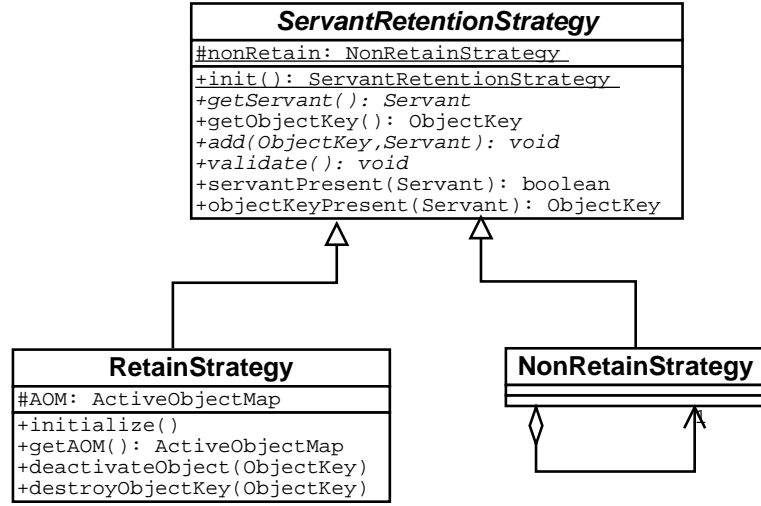 ServantRetentionStrategy
#nonRetain: NonRetainStrategy
+init(): ServantRetentionStrategy
+getServant(): Servant
+getObjectKey(): ObjectKey
+add(ObjectKey,Servant): void
+validate(): void
+servantPresent(Servant): boolean
+objectKeyPresent(Servant): ObjectKey
RetainStrategy
#AOM: ActiveObjectMap
+initialize()
+getAOM(): ActiveObjectMap
+deactivateObject(ObjectKey)
+destroyObjectKey(ObjectKey)
NonRetainStrategy
1